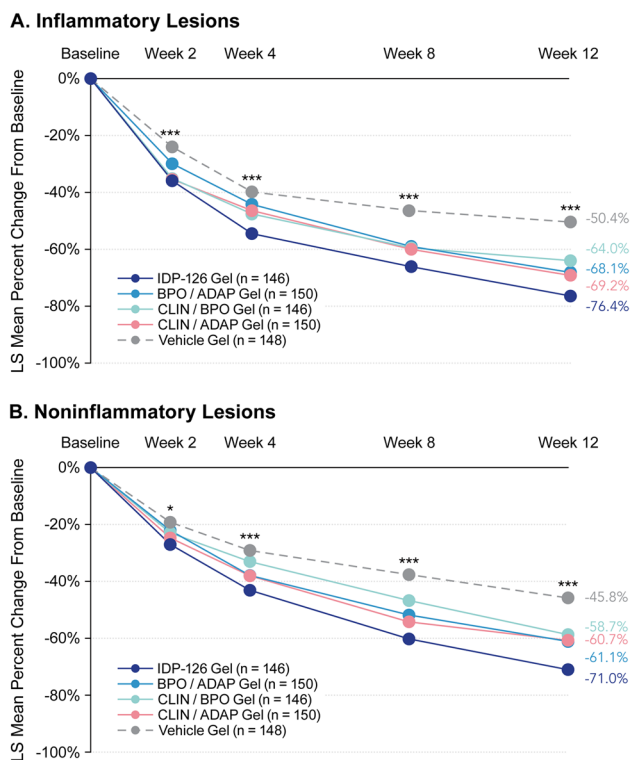 A. Inflammatory Lesions
Baseline Week 2 Week 4 Week 8 Week 12
LS Mean Percent Change From Baseline
0%
-20%
-40%
-60%
-80%
-100%
***
***
***
***
-50.4%
-64.0%
-68.1%
-69.2%
-76.4%
IDP-126 Gel (n = 146)
BPO / ADAP Gel (n = 150)
CLIN / BPO Gel (n = 146)
CLIN / ADAP Gel (n = 150)
Vehicle Gel (n = 148)
B. Noninflammatory Lesions
Baseline Week 2 Week 4 Week 8 Week 12
LS Mean Percent Change From Baseline
0%
-20%
-40%
-60%
-80%
-100%
*
***
***
***
-45.8%
-58.7%
-60.7%
-61.1%
-71.0%
IDP-126 Gel (n = 146)
BPO / ADAP Gel (n = 150)
CLIN / BPO Gel (n = 146)
CLIN / ADAP Gel (n = 150)
Vehicle Gel (n = 148)